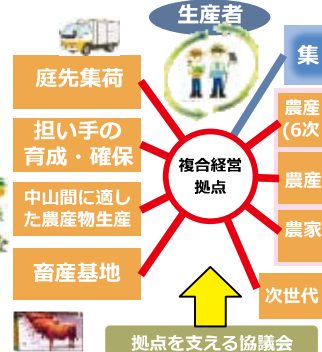 生産者
庭先集荷
集
担い手の
育成・確保
農産
(6次
複合経営
拠点
中山間に適し
た農産物生産
農産
農家
畜産基地
次世代
拠点を支える協議会